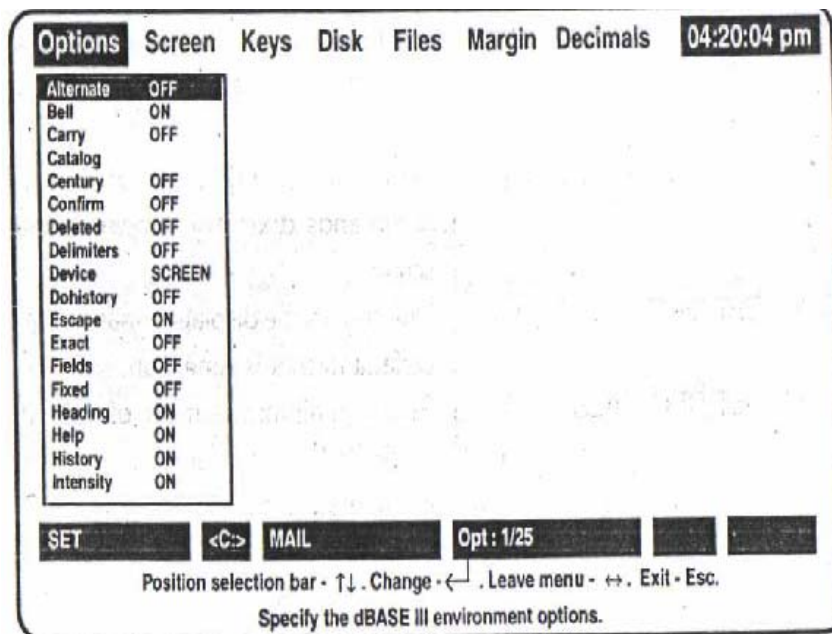 Options Screen Keys Disk Files Margin Decimals 04:20:04 pm
Alternate OFF
Bell ON
Carry OFF
Catalog
Century OFF
Confirm OFF
Deleted OFF
Delimiters OFF
Device SCREEN
Dohistory OFF
Escape ON
Exact OFF
Fields OFF
Fixed OFF
Heading ON
Help ON
History ON
Intensity ON
SET <C:> MAIL Opt : 1/25
Position selection bar - ↑↓ . Change - ←┘ . Leave menu - ↔ . Exit - Esc.
Specify the dBASE III environment options.